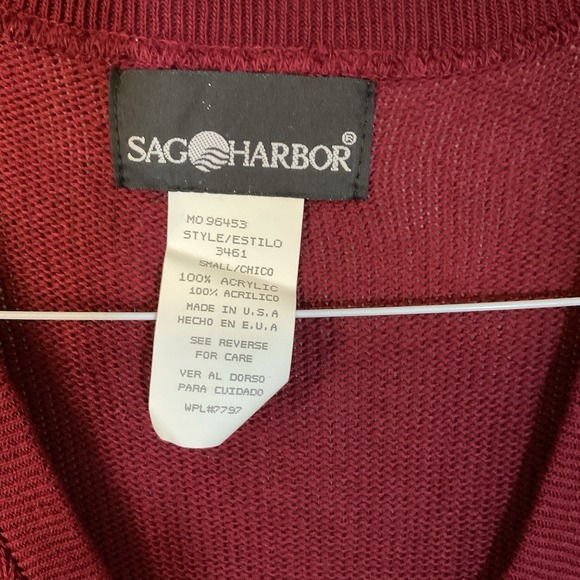 SAG HARBOR®
MO 96453
STYLE/ESTILO
3461
SMALL/CHICO
100% ACRYLIC
100% ACRILICO
MADE IN U.S.A
HECHO EN E.U.A
SEE REVERSE
FOR CARE
VER AL DORSO
PARA CUIDADO
WPL#7797